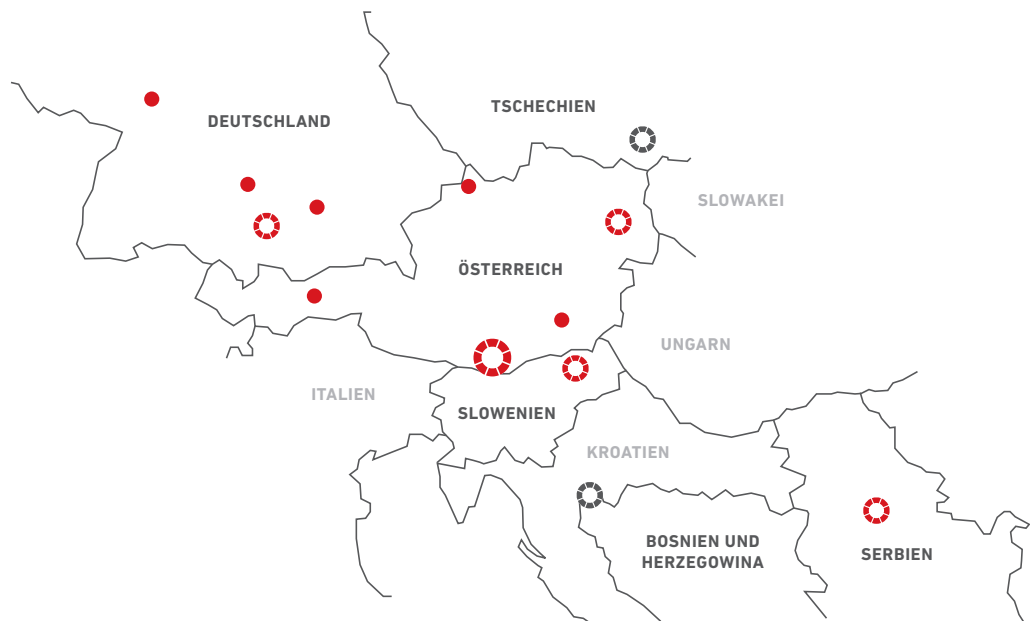 TSCHECHIEN
DEUTSCHLAND
SLOWAKEI
ÖSTERREICH
UNGARN
ITALIEN
SLOWENIEN
KROATIEN
BOSNIEN UND
HERZEGOWINA
SERBIEN